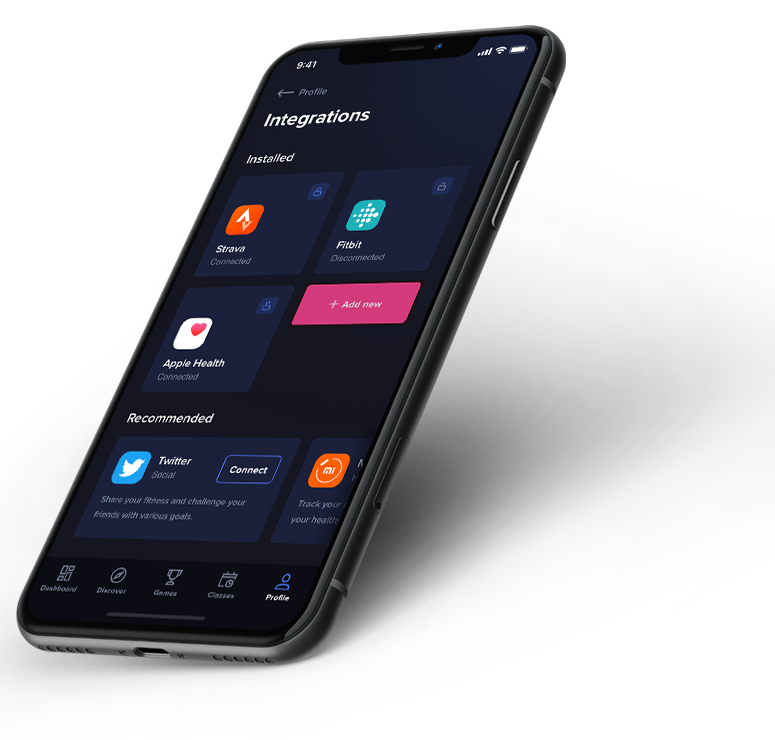 9:41
Profile
Integrations
Installed
Strava
Connected
Fitbit
Disconnected
Apple Health
Connected
+ Add new
Recommended
Twitter
Social
Connect
Share your fitness and challenge your
friends with various goals.
mi
M
Track your
your health
Dashboard
Discover
Games
Classes
Profile